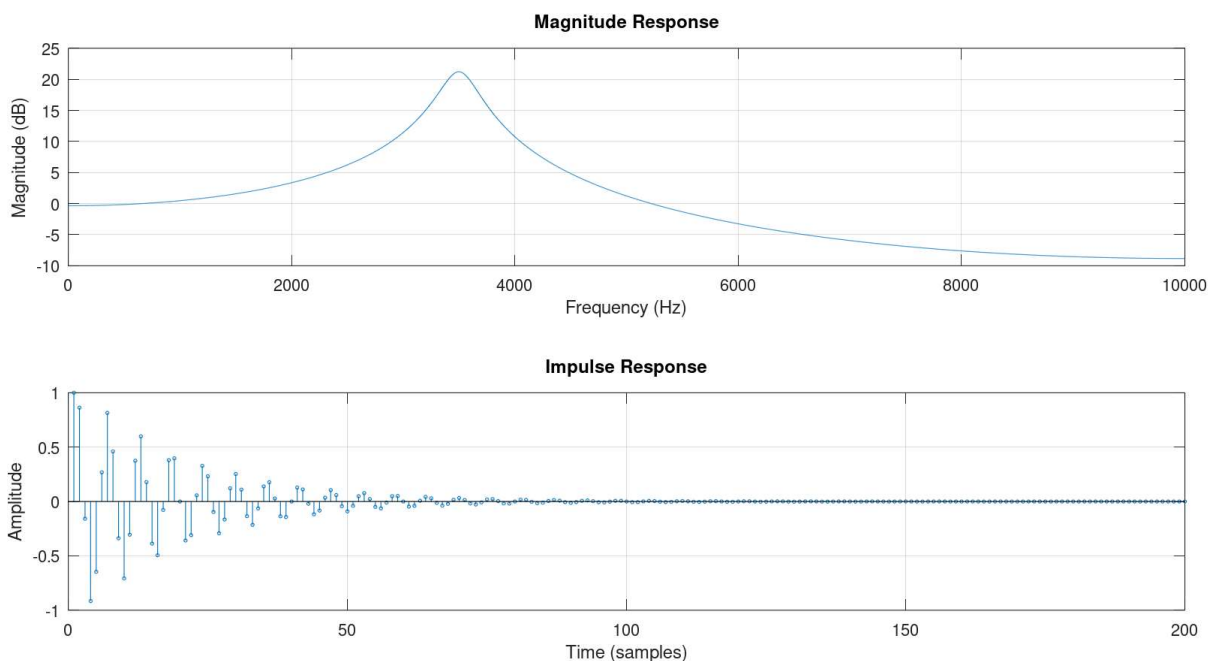 Magnitude Response
Magnitude (dB)
25
20
15
10
5
0
-5
-10
0 2000 4000 6000 8000 10000
Frequency (Hz)
Impulse Response
Amplitude
1
0.5
0
-0.5
-1
0 50 100 150 200
Time (samples)